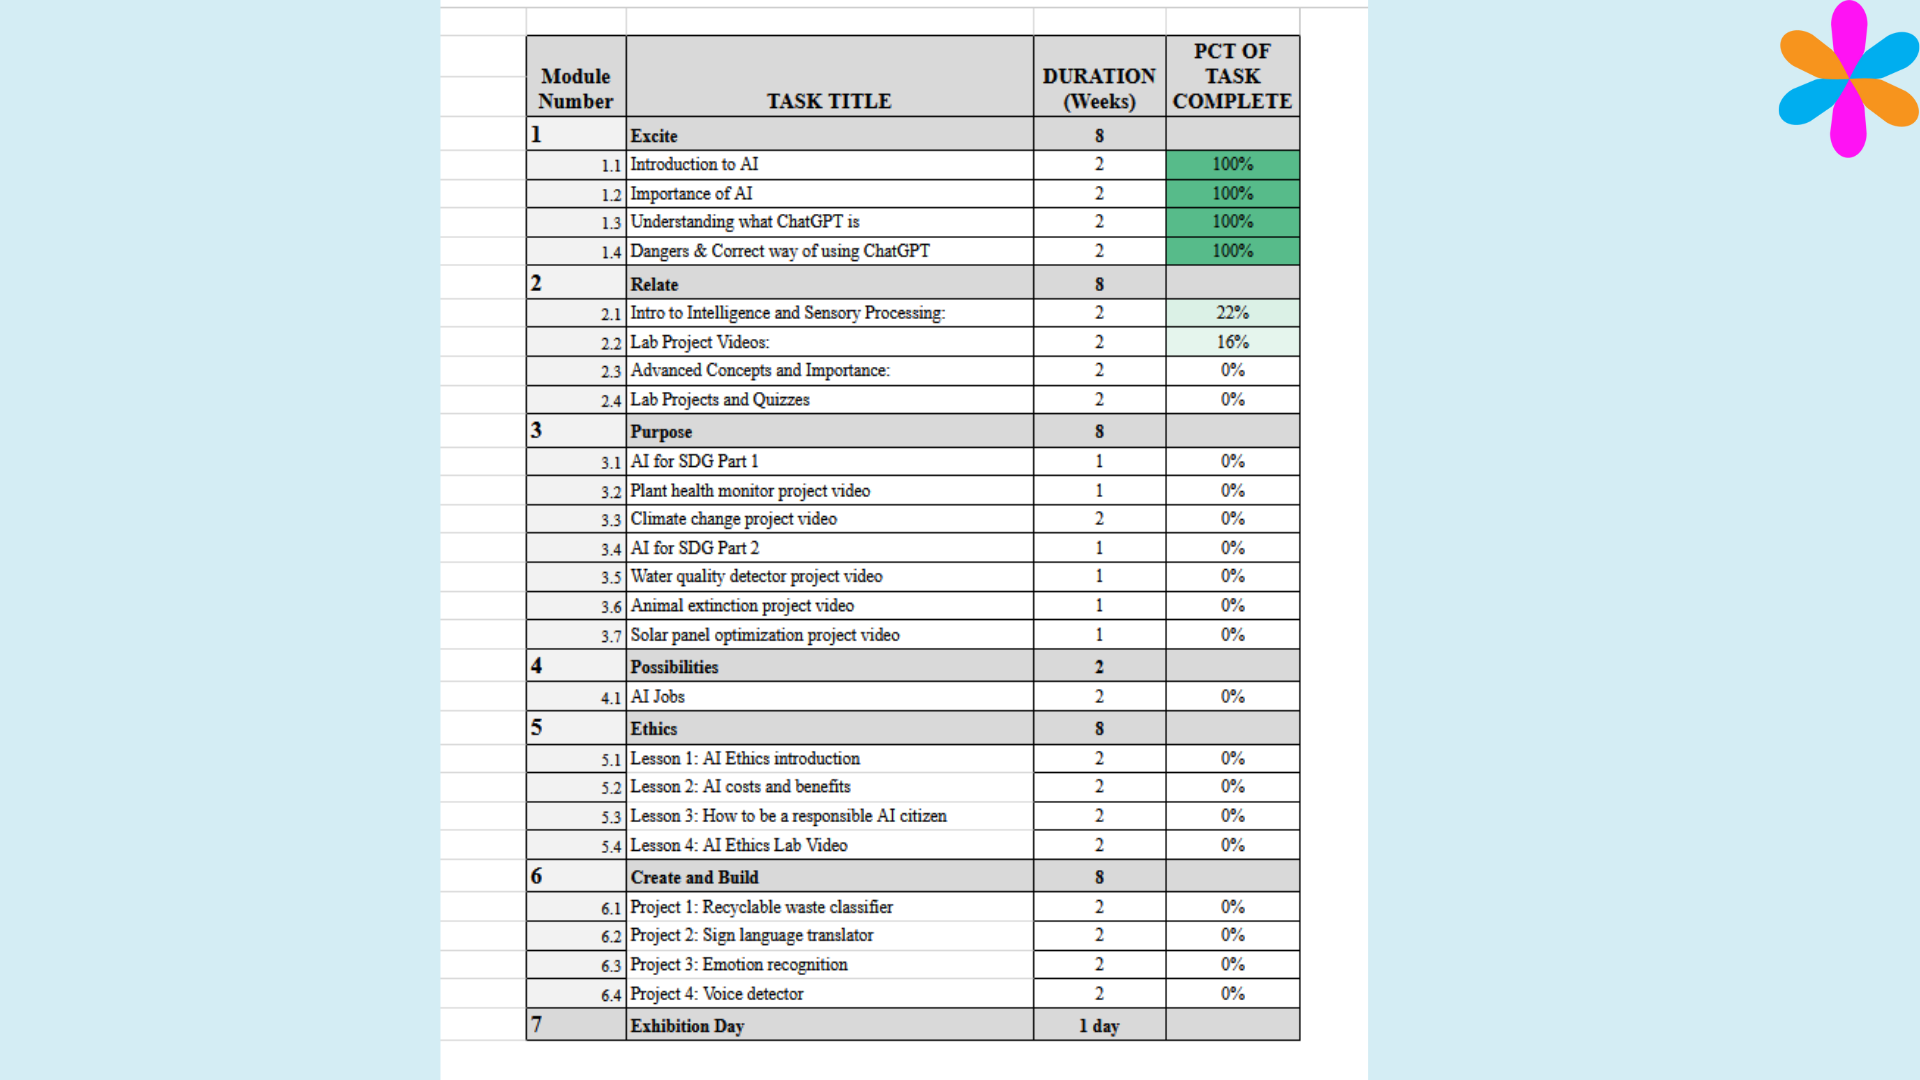 Module Number TASK TITLE DURATION (Weeks) PCT OF TASK COMPLETE
1 Excite 8
1.1 Introduction to AI 2 100%
1.2 Importance of AI 2 100%
1.3 Understanding what ChatGPT is 2 100%
1.4 Dangers & Correct way of using ChatGPT 2 100%
2 Relate 8
2.1 Intro to Intelligence and Sensory Processing: 2 22%
2.2 Lab Project Videos: 2 16%
2.3 Advanced Concepts and Importance: 2 0%
2.4 Lab Projects and Quizzes 2 0%
3 Purpose 8
3.1 AI for SDG Part 1 1 0%
3.2 Plant health monitor project video 1 0%
3.3 Climate change project video 2 0%
3.4 AI for SDG Part 2 1 0%
3.5 Water quality detector project video 1 0%
3.6 Animal extinction project video 1 0%
3.7 Solar panel optimization project video 1 0%
4 Possibilities 2
4.1 AI Jobs 2 0%
5 Ethics 8
5.1 Lesson 1: AI Ethics introduction 2 0%
5.2 Lesson 2: AI costs and benefits 2 0%
5.3 Lesson 3: How to be a responsible AI citizen 2 0%
5.4 Lesson 4: AI Ethics Lab Video 2 0%
6 Create and Build 8
6.1 Project 1: Recyclable waste classifier 2 0%
6.2 Project 2: Sign language translator 2 0%
6.3 Project 3: Emotion recognition 2 0%
6.4 Project 4: Voice detector 2 0%
7 Exhibition Day 1 day